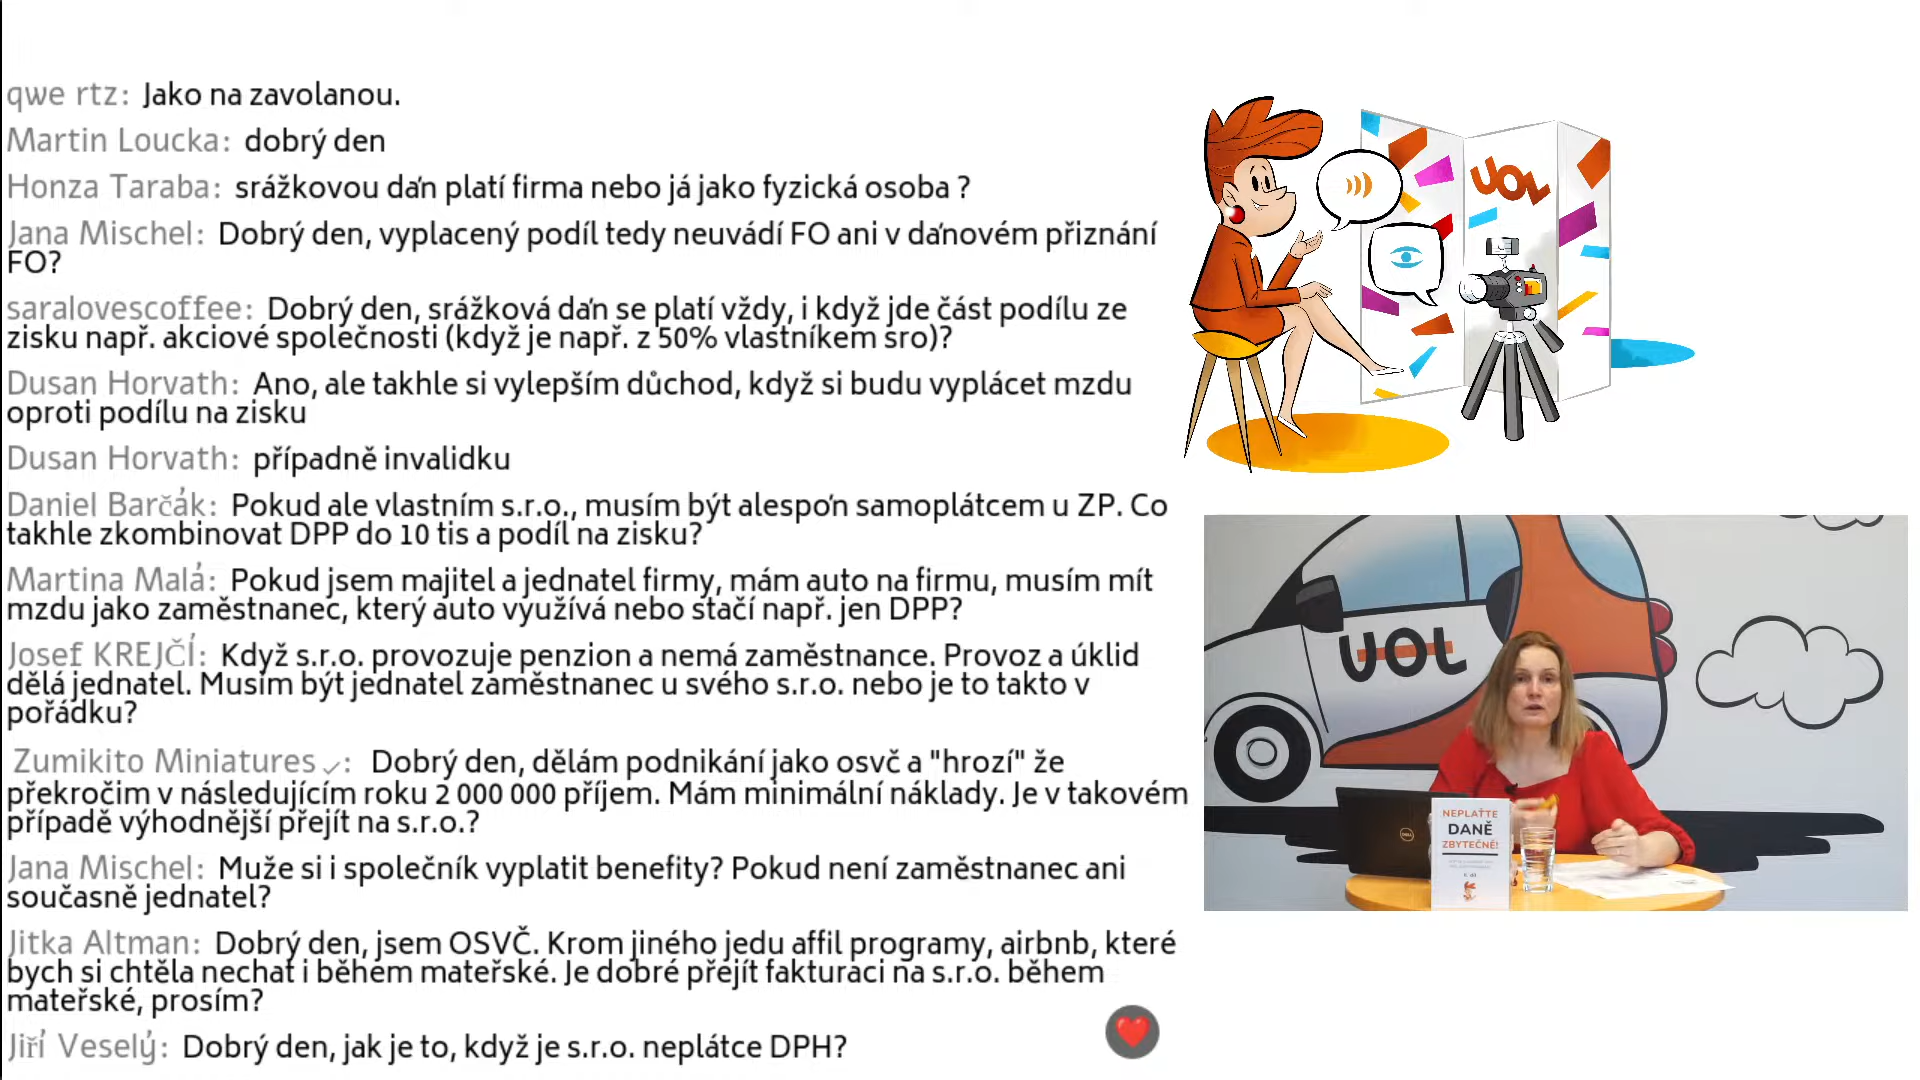 qwe rtz: Jako na zavolanou.
Martin Loucka: dobrý den
Honza Taraba: srážkovou daň platí firma nebo já jako fyzická osoba ?
Jana Mischel: Dobrý den, vyplacený podíl tedy neuvádí FO ani v daňovém přiznání
FO?
saralovescoffee: Dobrý den, srážková daň se platí vždy, i když jde část podílu ze
zisku např. akciové společnosti (když je např. z 50% vlastníkem sro)?
Dusan Horvath: Ano, ale takhle si vylepším důchod, když si budu vyplácet mzdu
oproti podílu na zisku
Dusan Horvath: případně invalidku
Daniel Barčák: Pokud ale vlastním s.r.o., musím být alespoň samoplátcem u ZP. Co
takhle zkombinovat DPP do 10 tis a podíl na zisku?
Martina Malá: Pokud jsem majitel a jednatel firmy, mám auto na firmu, musím mít
mzdu jako zaměstnanec, který auto využívá nebo stačí např. jen DPP?
Josef KREJČÍ: Když s.r.o. provozuje penzion a nemá zaměstnance. Provoz a úklid
dělá jednatel. Musím být jednatel zaměstnanec u svého s.r.o. nebo je to takto v
pořádku?
Zumikito Miniatures ✓: Dobrý den, dělám podnikání jako osvč a "hrozí" že
překročim v následujícím roku 2 000 000 příjem. Mám minimální náklady. Je v takovém
případě výhodnější přejít na s.r.o.?
Jana Mischel: Muže si i společník vyplatit benefity? Pokud není zaměstnanec ani
současně jednatel?
Jitka Altman: Dobrý den, jsem OSVČ. Krom jiného jedu affil programy, airbnb, které
bych si chtěla nechat i během mateřské. Je dobré přejít fakturaci na s.r.o. během
mateřské, prosím?
Jiří Veselý: Dobrý den, jak je to, když je s.r.o. neplátce DPH?
UOL
UOL
DELL
NEPLAŤTE
DANĚ
ZBYTEČNĚ!